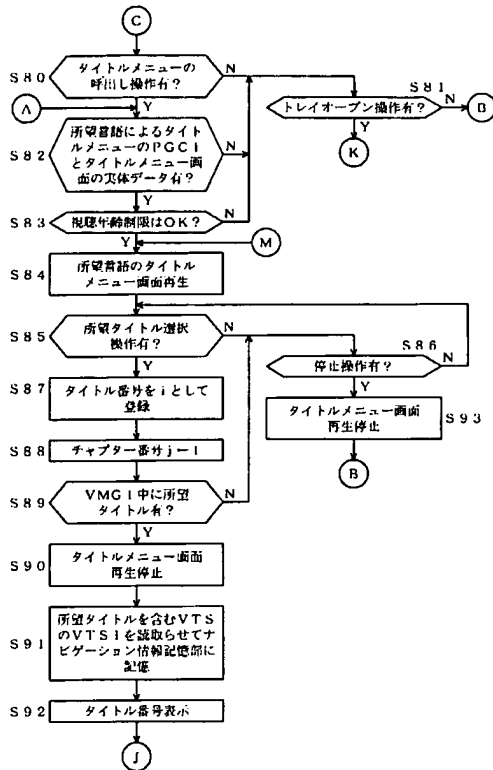 C
S80
タイトルメニューの
呼出し操作有?
N
Y
S81
トレイオープン操作有?
N
B
Y
K
A
S82
所望言語によるタイトル
メニューのPGCIと
タイトルメニュー画面
の実体データ有?
N
Y
S83
視聴年齢制限はOK?
N
Y
M
S84
所望言語のタイトル
メニュー画面再生
S85
所望タイトル選択
操作有?
N
Y
S86
停止操作有?
N
Y
S87
タイトル番号をiとして
登録
S93
タイトルメニュー画面
再生停止
B
S88
チャプター番号j←1
S89
VMGI中に所望
タイトル有?
N
Y
S90
タイトルメニュー画面
再生停止
S91
所望タイトルを含むVTS
のVTSIを読取らせてナ
ビゲーション情報記憶部に
記憶
S92
タイトル番号表示
J